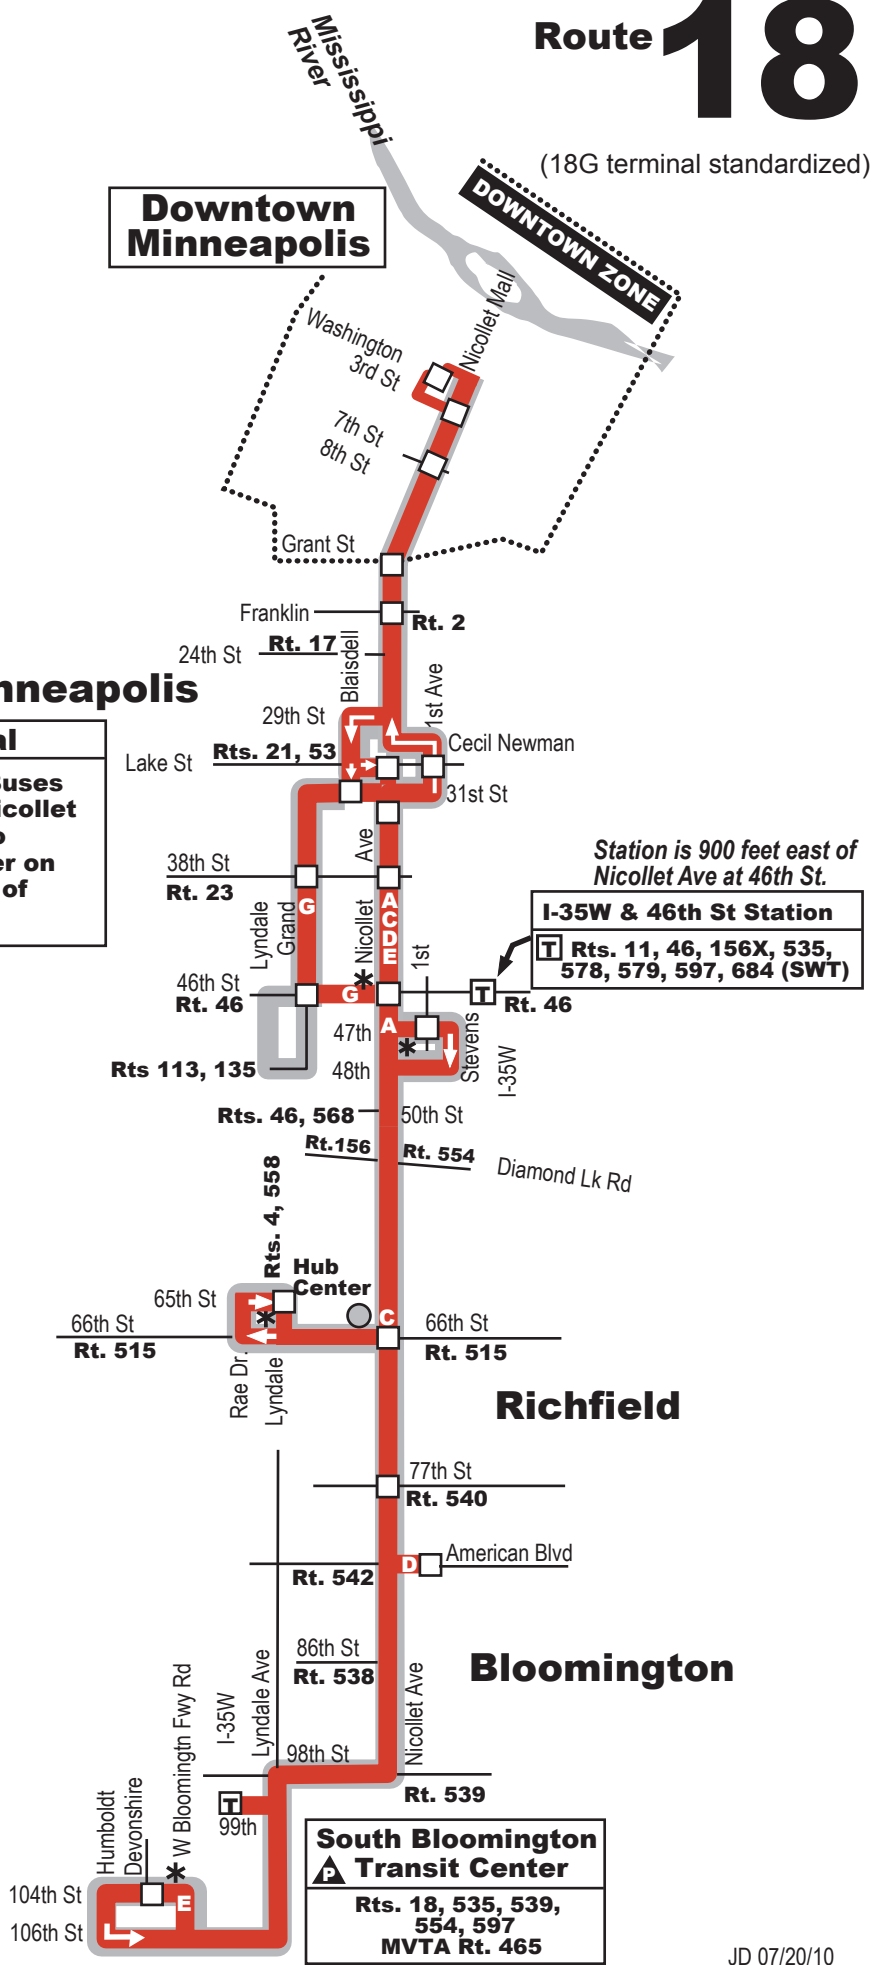 Route 18
(18G terminal standardized)
Mississippi
River
Downtown
Minneapolis
DOWNTOWN ZONE
Nicollet Mall
Washington
3rd St
7th St
8th St
Grant St
Franklin
Rt. 2
24th St
Rt. 17
Blaisdell
1st Ave
nneapolis
29th St
Cecil Newman
al
Lake St
Rts. 21, 53
31st St
Buses
icollet
o
er on
of
38th St
Rt. 23
Ave
Nicollet
Lyndale
Grand
G
ACDE
1st
Station is 900 feet east of
Nicollet Ave at 46th St.
I-35W & 46th St Station
T Rts. 11, 46, 156X, 535,
578, 579, 597, 684 (SWT)
46th St
Rt. 46
*
G
T
Rt. 46
47th
A
*
Stevens
I-35W
48th
Rts 113, 135
Rts. 46, 568
50th St
Rt.156
Rt. 554
Diamond Lk Rd
Rts. 4, 558
Hub
Center
65th St
*
C
66th St
Rt. 515
66th St
Rt. 515
Rae Dr.
Lyndale
Richfield
77th St
Rt. 540
D
American Blvd
Rt. 542
86th St
Rt. 538
Bloomington
Nicollet Ave
I-35W
Lyndale Ave
98th St
Rt. 539
T
99th
W Bloomingtn Fwy Rd
Humboldt
Devonshire
*
104th St
E
106th St
South Bloomington
P Transit Center
Rts. 18, 535, 539,
554, 597
MVTA Rt. 465
JD 07/20/10